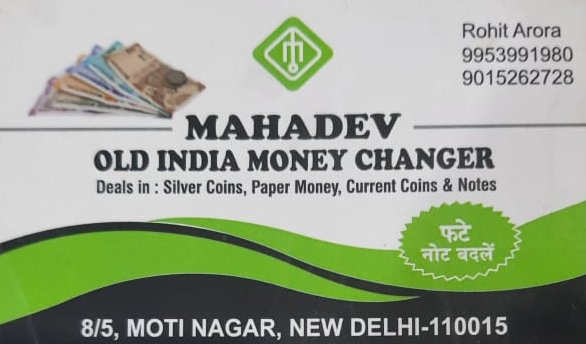 Rohit Arora
9953991980
9015262728
MAHADEV
OLD INDIA MONEY CHANGER
Deals in : Silver Coins, Paper Money, Current Coins & Notes
फटे
नोट बदलें
8/5, MOTI NAGAR, NEW DELHI-110015